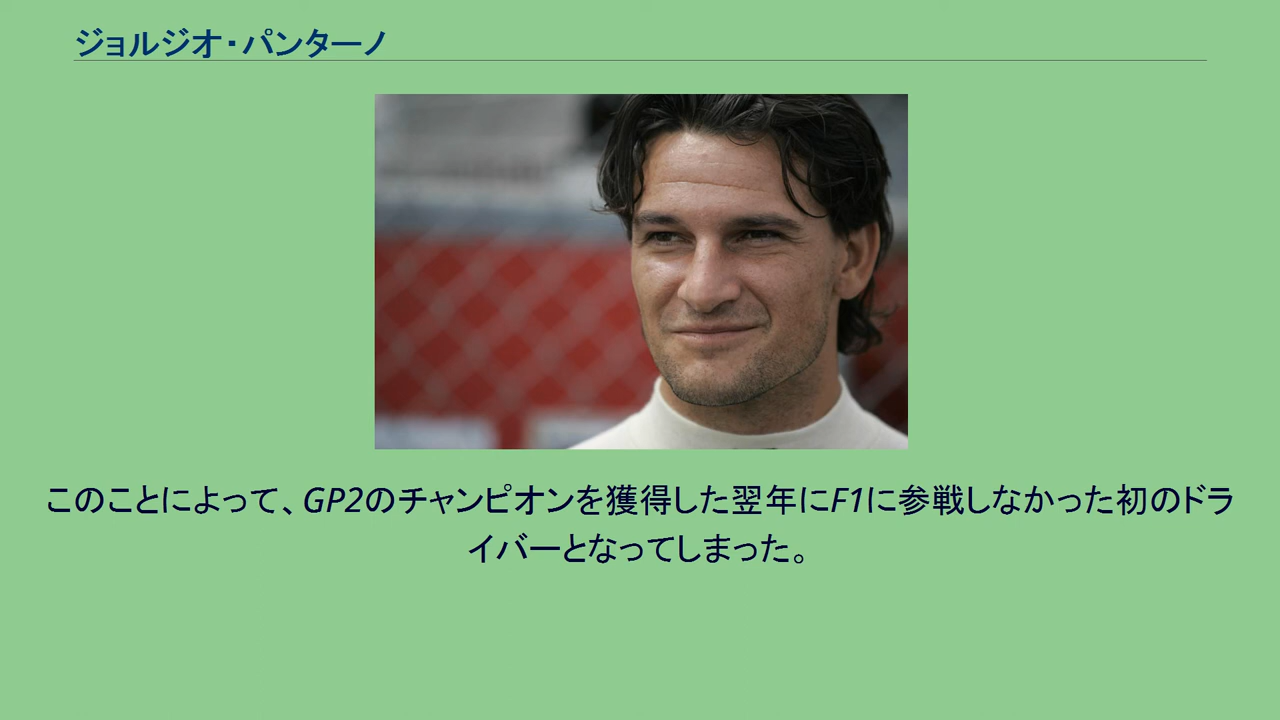 ジョルジオ・パンターノ
このことによって、GP2のチャンピオンを獲得した翌年にF1に参戦しなかった初のドラ
イバーとなってしまった。